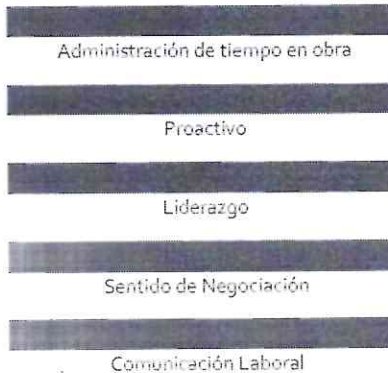 Administración de tiempo en obra
Proactivo
Liderazgo
Sentido de Negociación
Comunicación Laboral